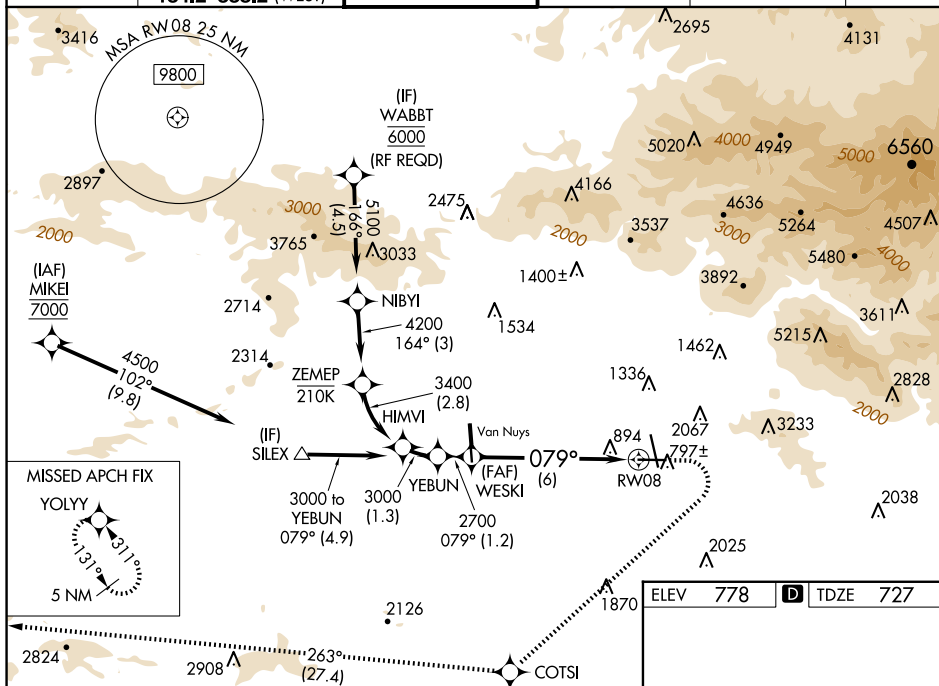 3416
MSA RW08 25 NM
9800
2695
4131
(IF)
WABBT
6000
(RF REQD)
5020
4000
4949
5000
6560
2897
5100
166°
(4.5)
2475
4166
3000
3765
3033
2000
4636
3000
5264
4507
3537
2000
5480
4000
(IAF)
MIKEI
7000
2714
NIBYI
1400±
3892
3611
4500
102°
(9.8)
4200
164° (3)
1534
1462
5215
2314
ZEMEP
210K
3400
(2.8)
1336
2828
2000
HIMVI
Van Nuys
2067
3233
(IF)
SILEX
894
797±
079°
(6)
RW08
YEBUN
(FAF)
WESKI
3000 to
YEBUN
079° (4.9)
3000
(1.3)
2700
079° (1.2)
MISSED APCH FIX
YOLYY
311°
131°
5 NM
2038
2025
1870
ELEV 778 D TDZE 727
2126
2824
2908
263°
(27.4)
COTSI